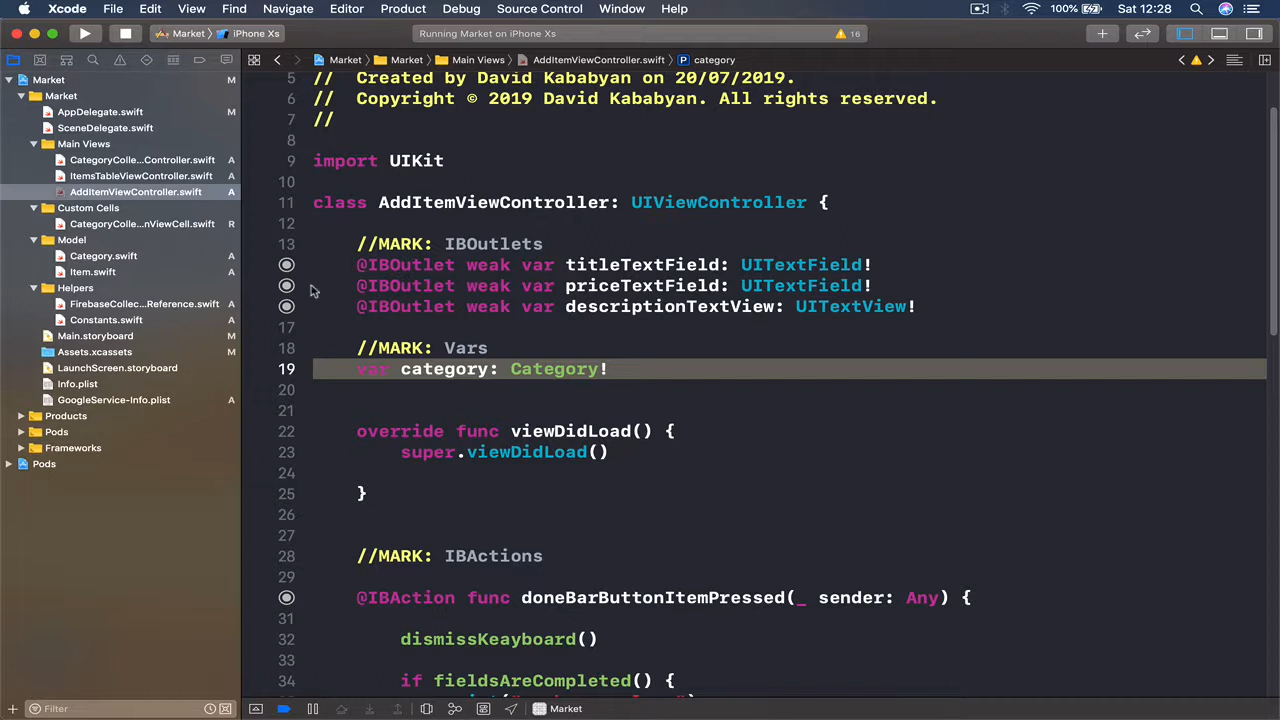 Xcode File Edit View Find Navigate Editor Product Debug Source Control Window Help 100% Sat 12:28
Market iPhone Xs Running Market on iPhone Xs 16
Market Market Main Views AddItemViewController.swift P category
Market M
Market
AppDelegate.swift M
SceneDelegate.swift
Main Views
CategoryColle...Controller.swift A
ItemsTableViewController.swift A
AddItemViewController.swift A
Custom Cells
CategoryColle...nViewCell.swift R
Model
Category.swift A
Item.swift A
Helpers
FirebaseCollec...Reference.swift A
Constants.swift A
Main.storyboard M
Assets.xcassets M
LaunchScreen.storyboard
Info.plist
GoogleService-Info.plist A
Products
Pods
Frameworks
Pods
5 // Created by David Kababyan on 20/07/2019.
6 // Copyright © 2019 David Kababyan. All rights reserved.
7 //
8
9 import UIKit
10
11 class AddItemViewController: UIViewController {
12
13 //MARK: IBOutlets
@IBOutlet weak var titleTextField: UITextField!
@IBOutlet weak var priceTextField: UITextField!
@IBOutlet weak var descriptionTextView: UITextView!
17
18 //MARK: Vars
19 var category: Category!
20
21
22 override func viewDidLoad() {
23 super.viewDidLoad()
24
25 }
26
27
28 //MARK: IBActions
29
@IBAction func doneBarButtonItemPressed(_ sender: Any) {
31
32 dismissKeayboard()
33
34 if fieldsAreCompleted() {
Filter Market